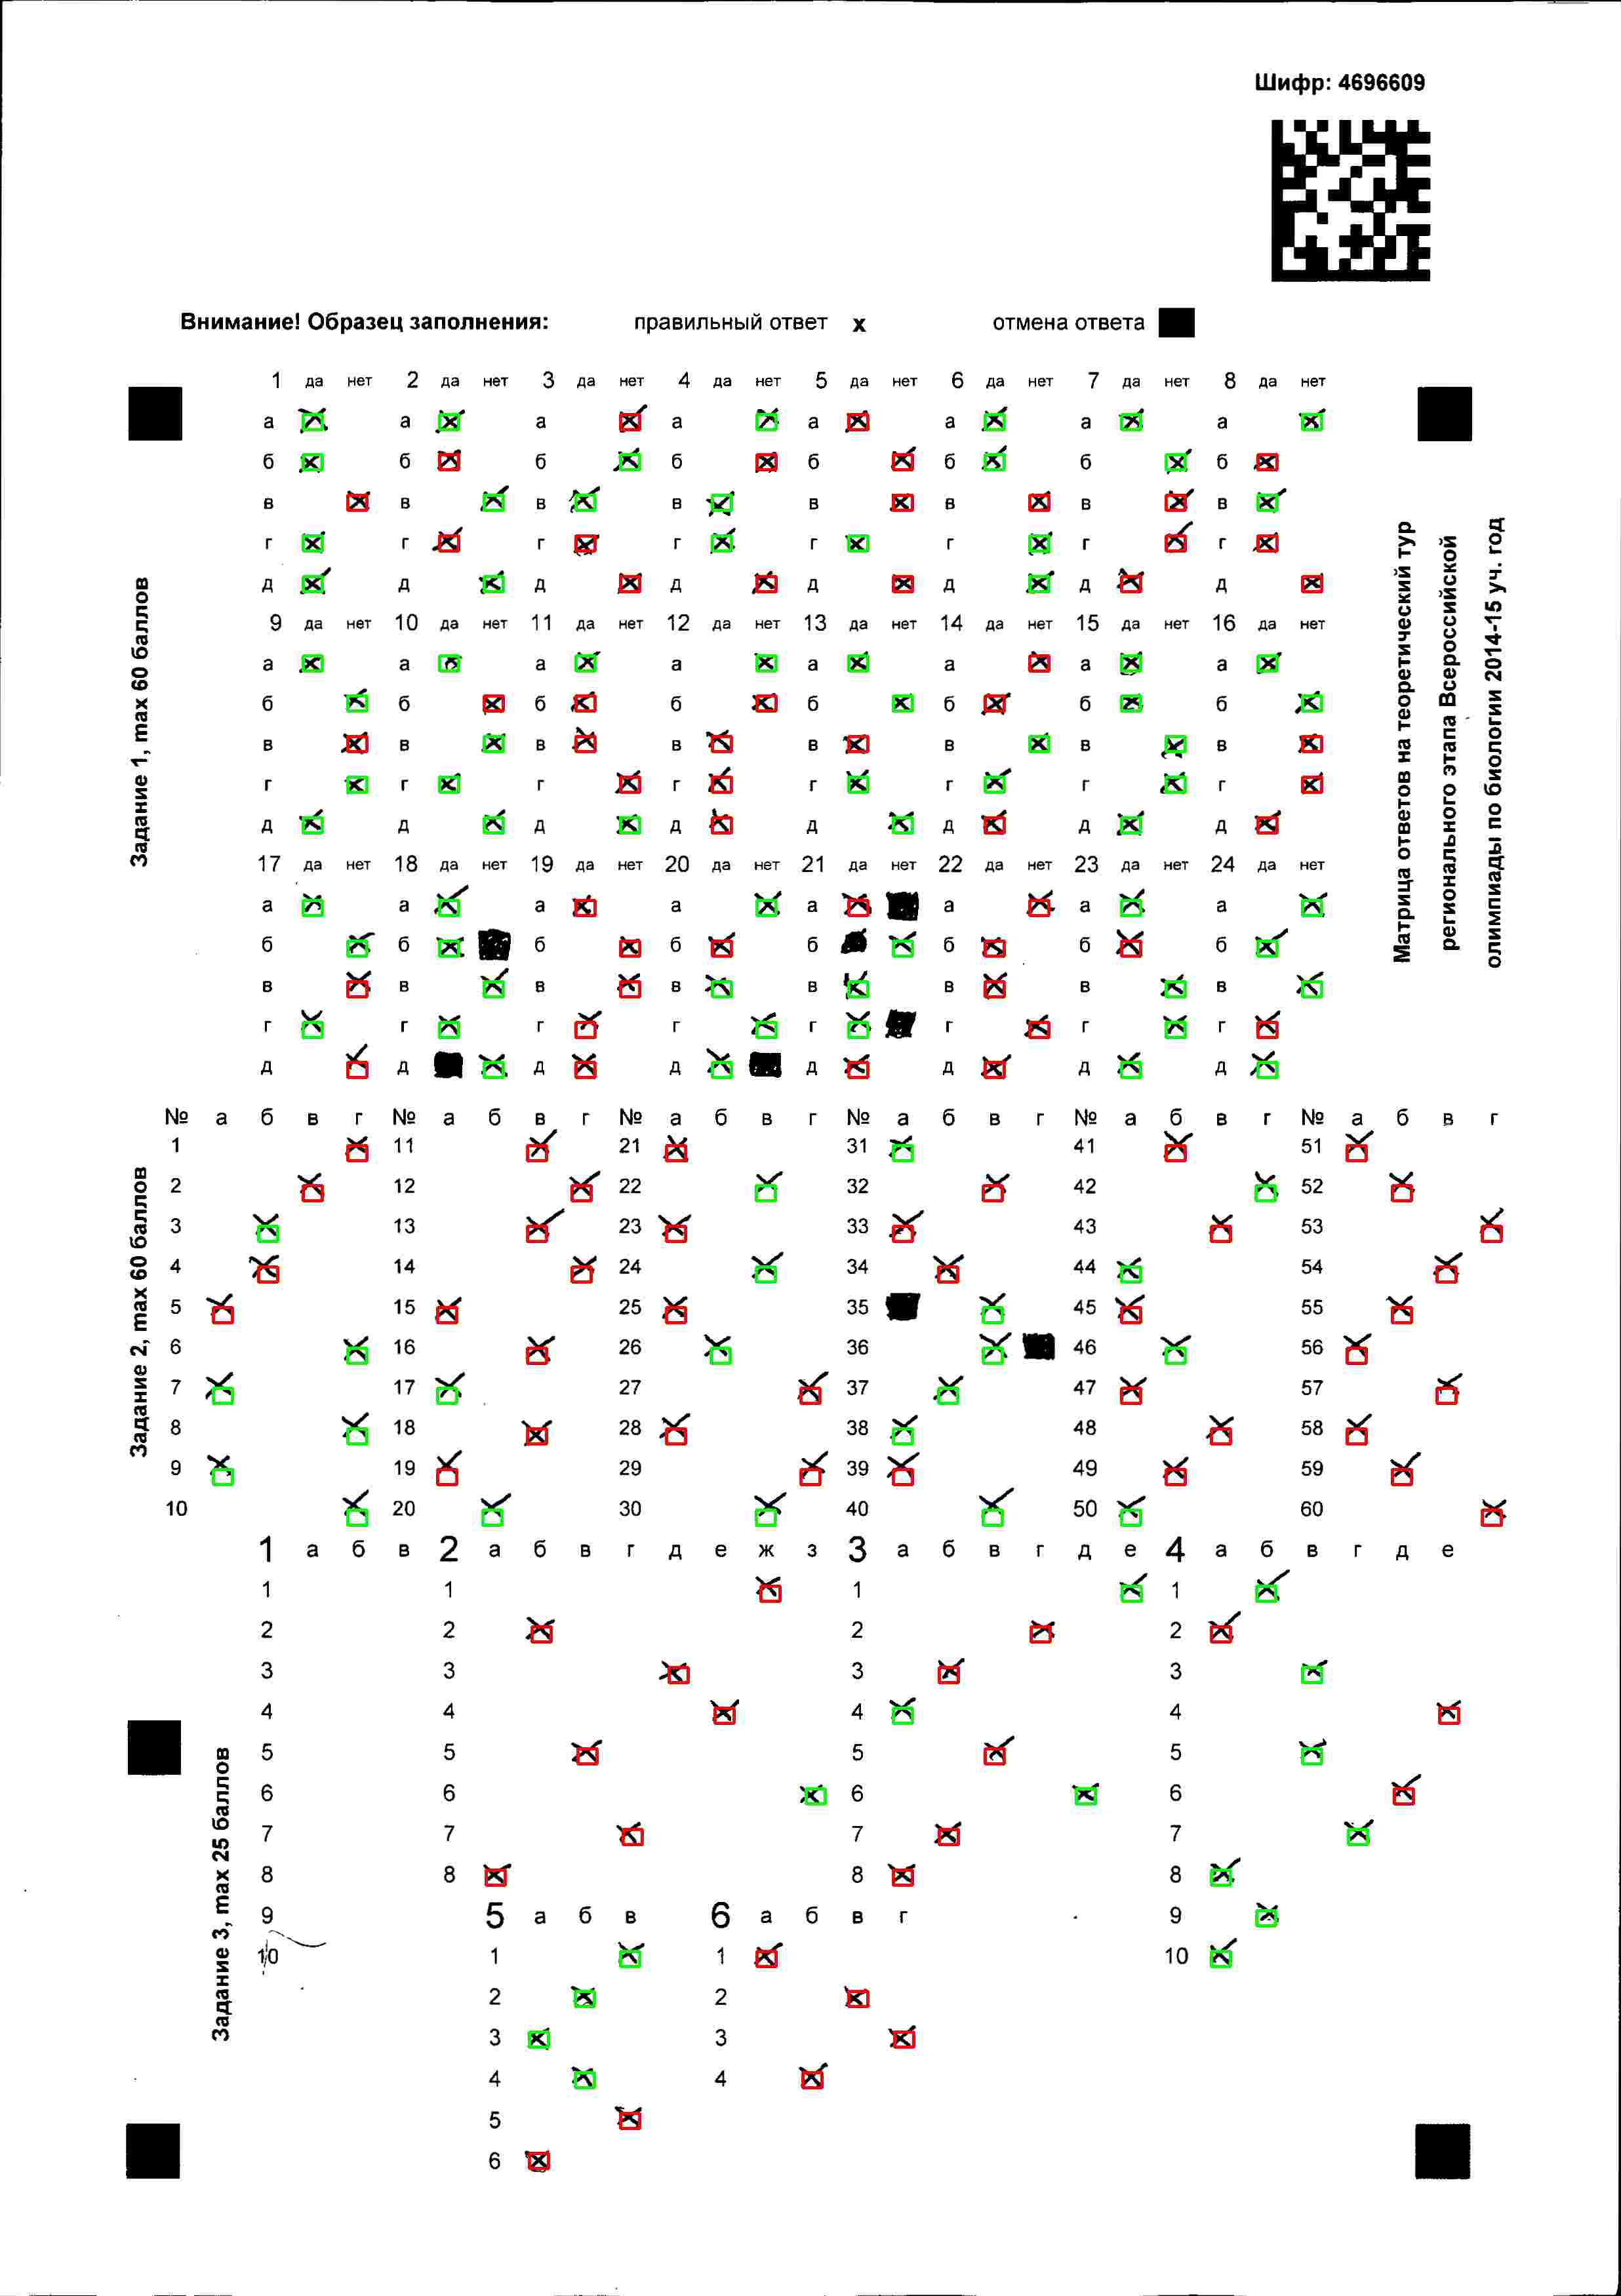 Шифр: 4696609
Внимание! Образец заполнения: правильный ответ х отмена ответа
1 да нет 2 да нет 3 да нет 4 да нет 5 да нет 6 да нет 7 да нет 8 да нет
а а а а а а а а
б б б б б б б б
в в в в в в в в
г г г г г г г г
д д д д д д д д
9 да нет 10 да нет 11 да нет 12 да нет 13 да нет 14 да нет 15 да нет 16 да нет
а а а а а а а а
б б б б б б б б
в в в в в в в в
г г г г г г г г
д д д д д д д д
17 да нет 18 да нет 19 да нет 20 да нет 21 да нет 22 да нет 23 да нет 24 да нет
а а а а а а а а
б б б б б б б б
в в в в в в в в
г г г г г г г г
д д д д д д д д
Задание 1, max 60 баллов
Матрица ответов на теоретический тур
регионального этапа Всероссийской
олимпиады по биологии 2014-15 уч. год
№ а б в г № а б в г № а б в г № а б в г № а б в г № а б в г
1 11 21 31 41 51
2 12 22 32 42 52
3 13 23 33 43 53
4 14 24 34 44 54
5 15 25 35 45 55
6 16 26 36 46 56
7 17 27 37 47 57
8 18 28 38 48 58
9 19 29 39 49 59
10 20 30 40 50 60
Задание 2, max 60 баллов
1 а б в 2 а б в г д е ж з 3 а б в г д е 4 а б в г д е
1 1 1 1
2 2 2 2
3 3 3 3
4 4 4 4
5 5 5 5
6 6 6 6
7 7 7 7
8 8 8 8
9 5 а б в 6 а б в г 9
10 1 1 10
2 2
3 3
4 4
5
6
Задание 3, max 25 баллов